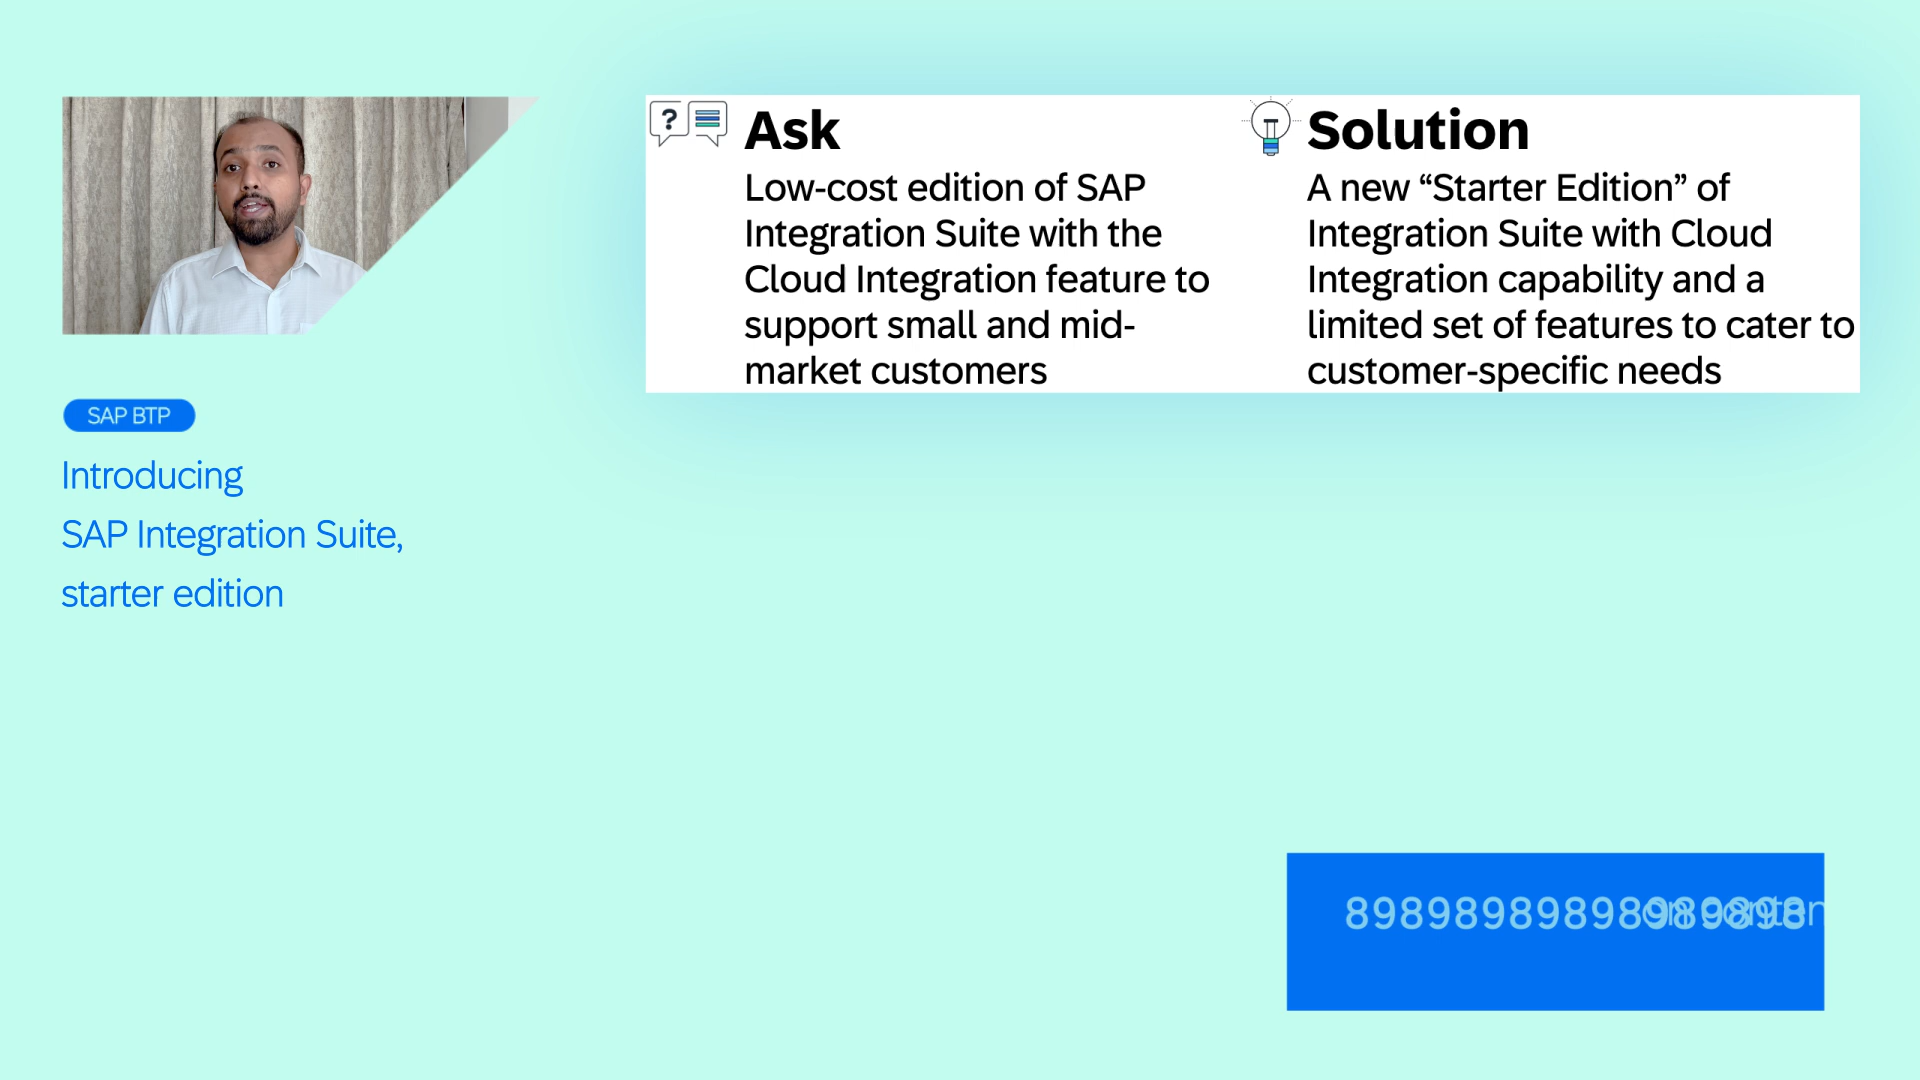 ?
Ask
Low-cost edition of SAP
Integration Suite with the
Cloud Integration feature to
support small and mid-
market customers
Solution
A new “Starter Edition” of
Integration Suite with Cloud
Integration capability and a
limited set of features to cater to
customer-specific needs
SAP BTP
Introducing
SAP Integration Suite,
starter edition